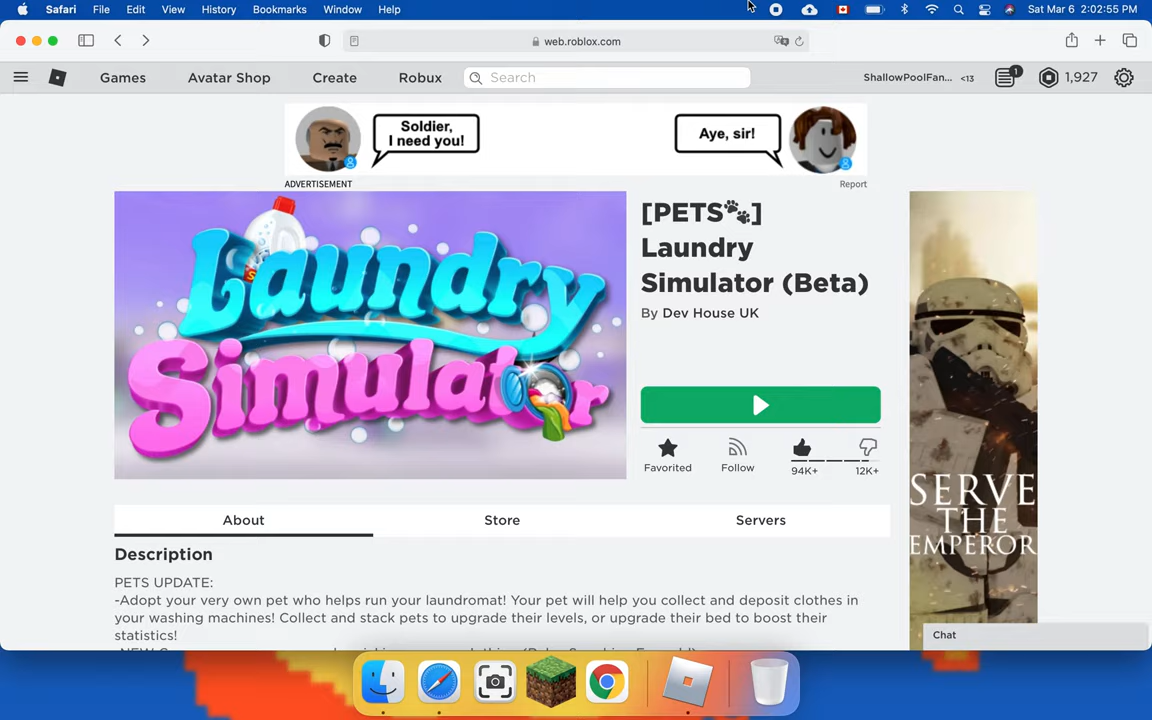 Safari File Edit View History Bookmarks Window Help Sat Mar 6 2:02:55 PM
web.roblox.com
Games Avatar Shop Create Robux Search ShallowPoolFan... <13 1 1,927
Soldier,
I need you!
Aye, sir!
ADVERTISEMENT Report
Laundry
Simulator
[PETS🐾]
Laundry
Simulator (Beta)
By Dev House UK
Favorited Follow 94K+ 12K+
SERVE
THE
EMPEROR
About Store Servers
Description
PETS UPDATE:
-Adopt your very own pet who helps run your laundromat! Your pet will help you collect and deposit clothes in
your washing machines! Collect and stack pets to upgrade their levels, or upgrade their bed to boost their
statistics!
Chat